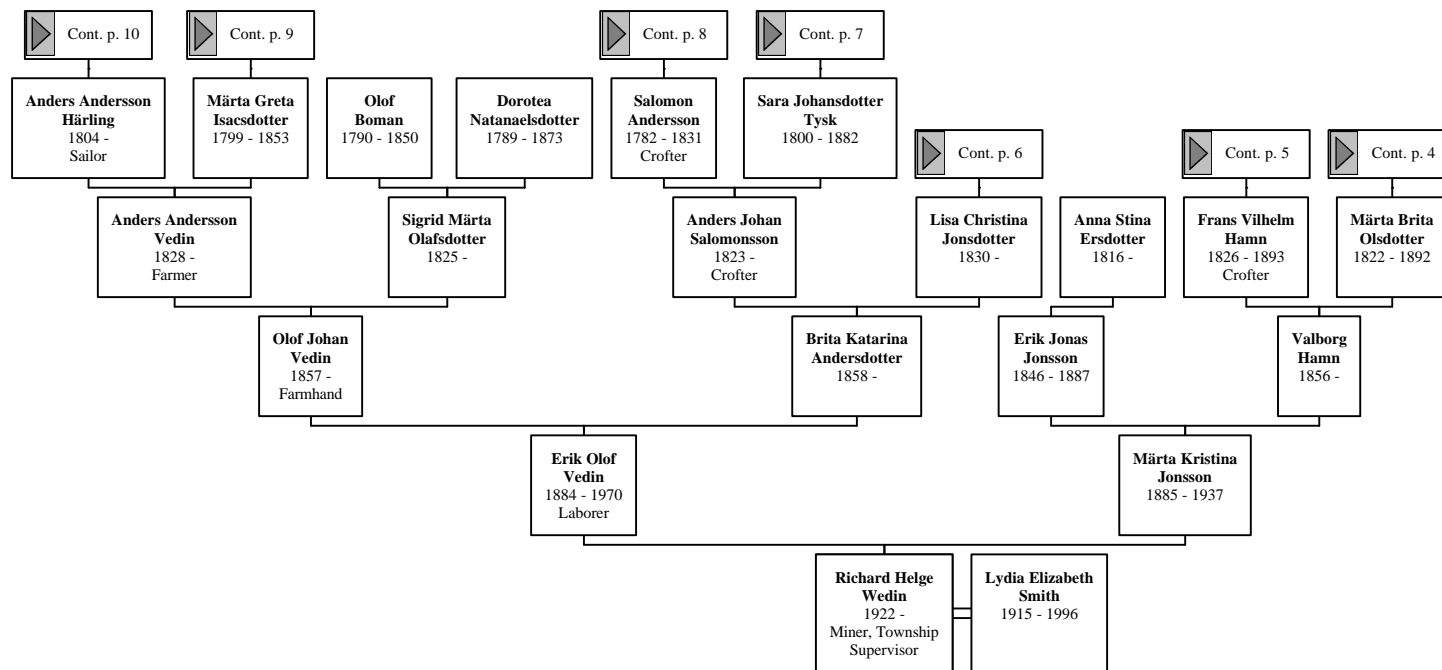 Cont. p. 10
Cont. p. 9
Cont. p. 8
Cont. p. 7
Anders Andersson
Härling
1804 -
Sailor
Märta Greta
Isacsdotter
1799 - 1853
Olof
Boman
1790 - 1850
Dorotea
Natanaelsdotter
1789 - 1873
Salomon
Andersson
1782 - 1831
Crofter
Sara Johansdotter
Tysk
1800 - 1882
Cont. p. 6
Cont. p. 5
Cont. p. 4
Anders Andersson
Vedin
1828 -
Farmer
Sigrid Märta
Olafsdotter
1825 -
Anders Johan
Salomonsson
1823 -
Crofter
Lisa Christina
Jonsdotter
1830 -
Anna Stina
Ersdotter
1816 -
Frans Vilhelm
Hamn
1826 - 1893
Crofter
Märta Brita
Olsdotter
1822 - 1892
Olof Johan
Vedin
1857 -
Farmhand
Brita Katarina
Andersdotter
1858 -
Erik Jonas
Jonsson
1846 - 1887
Valborg
Hamn
1856 -
Erik Olof
Vedin
1884 - 1970
Laborer
Märta Kristina
Jonsson
1885 - 1937
Richard Helge
Wedin
1922 -
Miner, Township
Supervisor
Lydia Elizabeth
Smith
1915 - 1996